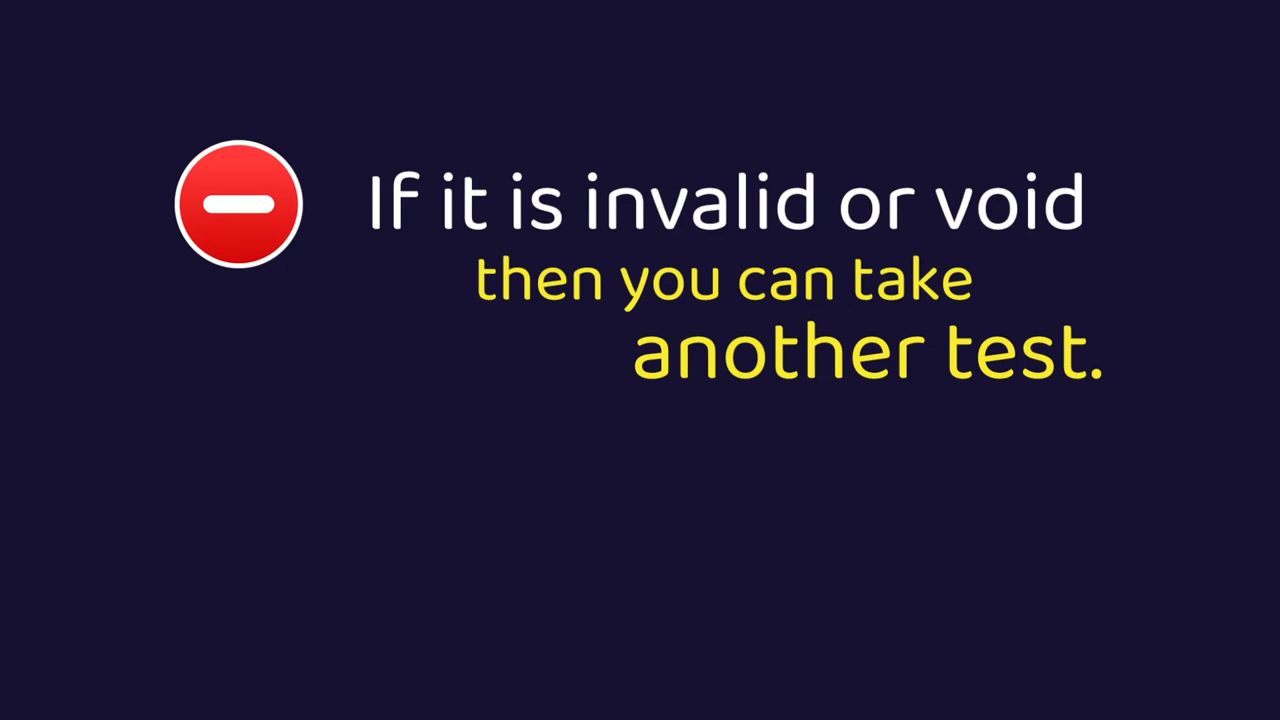 If it is invalid or void
then you can take
another test.